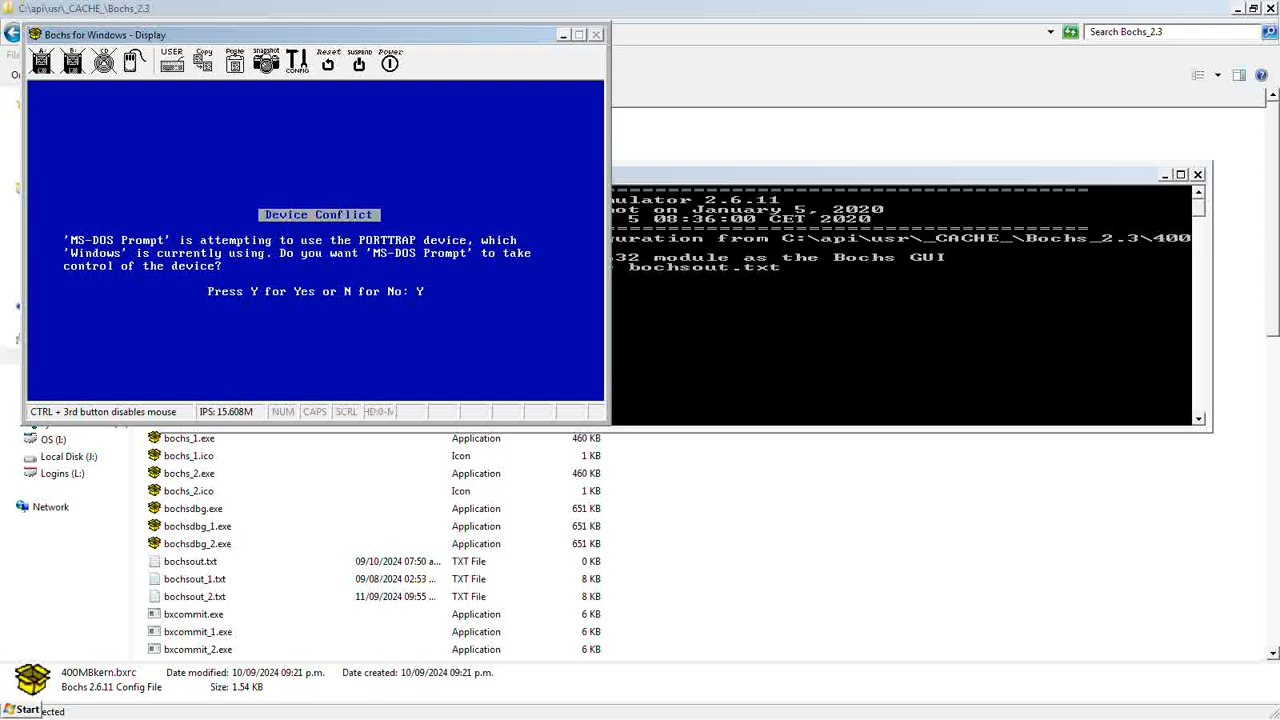 C:\api\usr\_CACHE_\Bochs_2.3
Search Bochs_2.3
Bochs for Windows - Display
A:
B:
CD
USER
Copy
Paste
snapshot
CONFIG
Reset
SUSPEND
Power
Device Conflict
'MS-DOS Prompt' is attempting to use the PORTTRAP device, which
'Windows' is currently using. Do you want 'MS-DOS Prompt' to take
control of the device?
Press Y for Yes or N for No: Y
CTRL + 3rd button disables mouse
IPS: 15.608M
NUM
CAPS
SCRL
HD:0-M
ulator 2.6.11
ot on January 5, 2020
5 08:36:00 CET 2020
guration from C:\api\usr\_CACHE_\Bochs_2.3\400
32 module as the Bochs GUI
bochsout.txt
OS (I:)
Local Disk (J:)
Logins (L:)
Network
bochs_1.exe Application 460 KB
bochs_1.ico Icon 1 KB
bochs_2.exe Application 460 KB
bochs_2.ico Icon 1 KB
bochsdbg.exe Application 651 KB
bochsdbg_1.exe Application 651 KB
bochsdbg_2.exe Application 651 KB
bochsout.txt 09/10/2024 07:50 a... TXT File 0 KB
bochsout_1.txt 09/08/2024 02:53 ... TXT File 8 KB
bochsout_2.txt 11/09/2024 09:55 ... TXT File 8 KB
bxcommit.exe Application 6 KB
bxcommit_1.exe Application 6 KB
bxcommit_2.exe Application 6 KB
400MBkern.bxrc Date modified: 10/09/2024 09:21 p.m. Date created: 10/09/2024 09:21 p.m.
Bochs 2.6.11 Config File Size: 1.54 KB
Start
ected